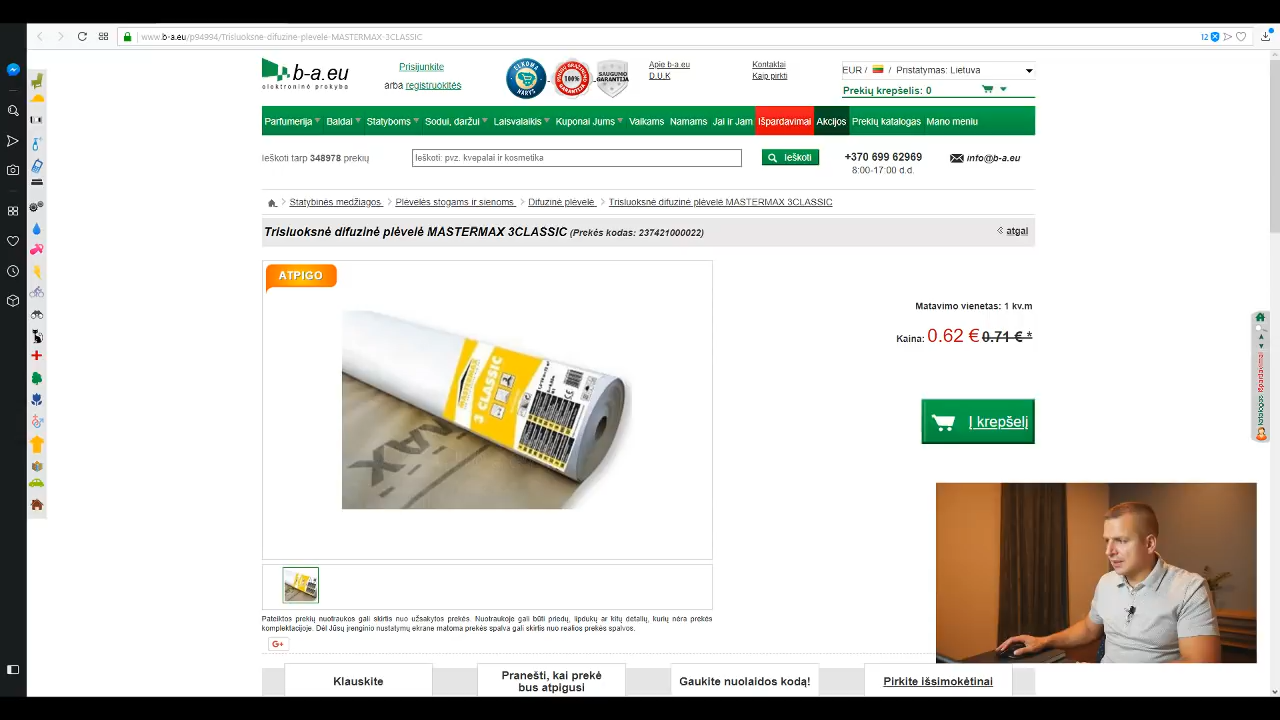 www.b-a.eu/p94994/Trisluoksne-difuzine-plevele-MASTERMAX-3CLASSIC
12
b-a.eu
elektroninė prekyba
Prisijunkite
arba registruokitės
100%
SAUGUMO
GARANTIJA
Apie b-a.eu
D.U.K
Kontaktai
Kaip pirkti
EUR / / Pristatymas: Lietuva
Prekių krepšelis: 0
Parfumerija Baldai Statyboms Sodui, daržui Laisvalaikis Kuponai Jums Vaikams Namams Jai ir Jam Išpardavimai Akcijos Prekių katalogas Mano meniu
Ieškoti tarp 348978 prekių
Ieškoti: pvz. kvepalai ir kosmetika
Ieškoti
+370 699 62969
8:00-17:00 d.d.
info@b-a.eu
Statybinės medžiagos
Plėvelės stogams ir sienoms
Difuzinė plėvelė
Trisluoksnė difuzinė plėvelė MASTERMAX 3CLASSIC
Trisluoksnė difuzinė plėvelė MASTERMAX 3CLASSIC (Prekės kodas: 237421000022)
atgal
ATPIGO
MASTERMAX
3 CLASSIC
Matavimo vienetas: 1 kv.m
Kaina: 0.62 € 0.71 € *
Į krepšelį
Katalogas
Išpardavimai
Pateiktos prekių nuotraukos gali skirtis nuo užsakytos prekės. Nuotraukoje gali būti priedų, lipdukų ar kitų detalių, kurių nėra prekės
komplektacijoje. Dėl Jūsų įrenginio nustatymų ekrane matoma prekės spalva gali skirtis nuo realios prekės spalvos.
G+
Klauskite
Pranešti, kai prekė
bus atpigusi
Gaukite nuolaidos kodą!
Pirkite išsimokėtinai